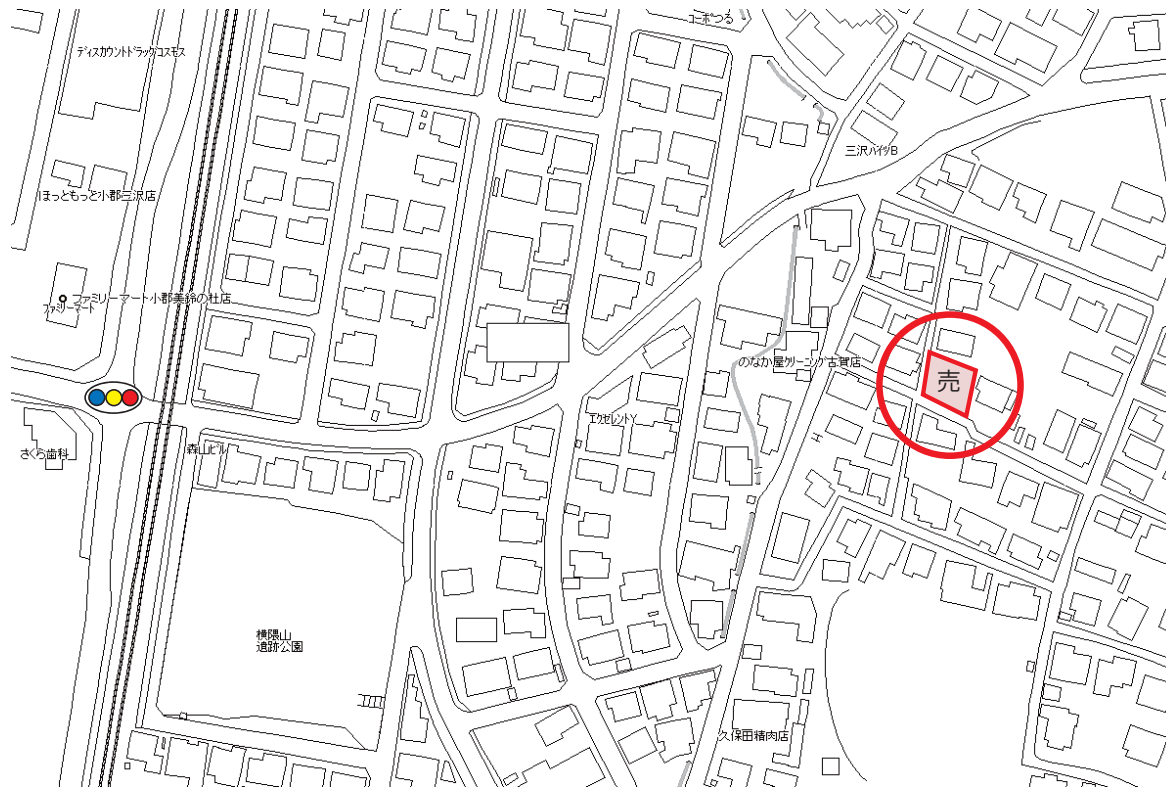 コーポつる
ディスカウントドラッグコスモス
三沢ハイツB
ほっともっと小郡三沢店
ファミリーマート小郡美鈴の杜店
ファミリーマート
のなか屋クリーニング古賀店
売
エクセレントY
森山ビル
さくら歯科
横隈山
遺跡公園
久保田精肉店